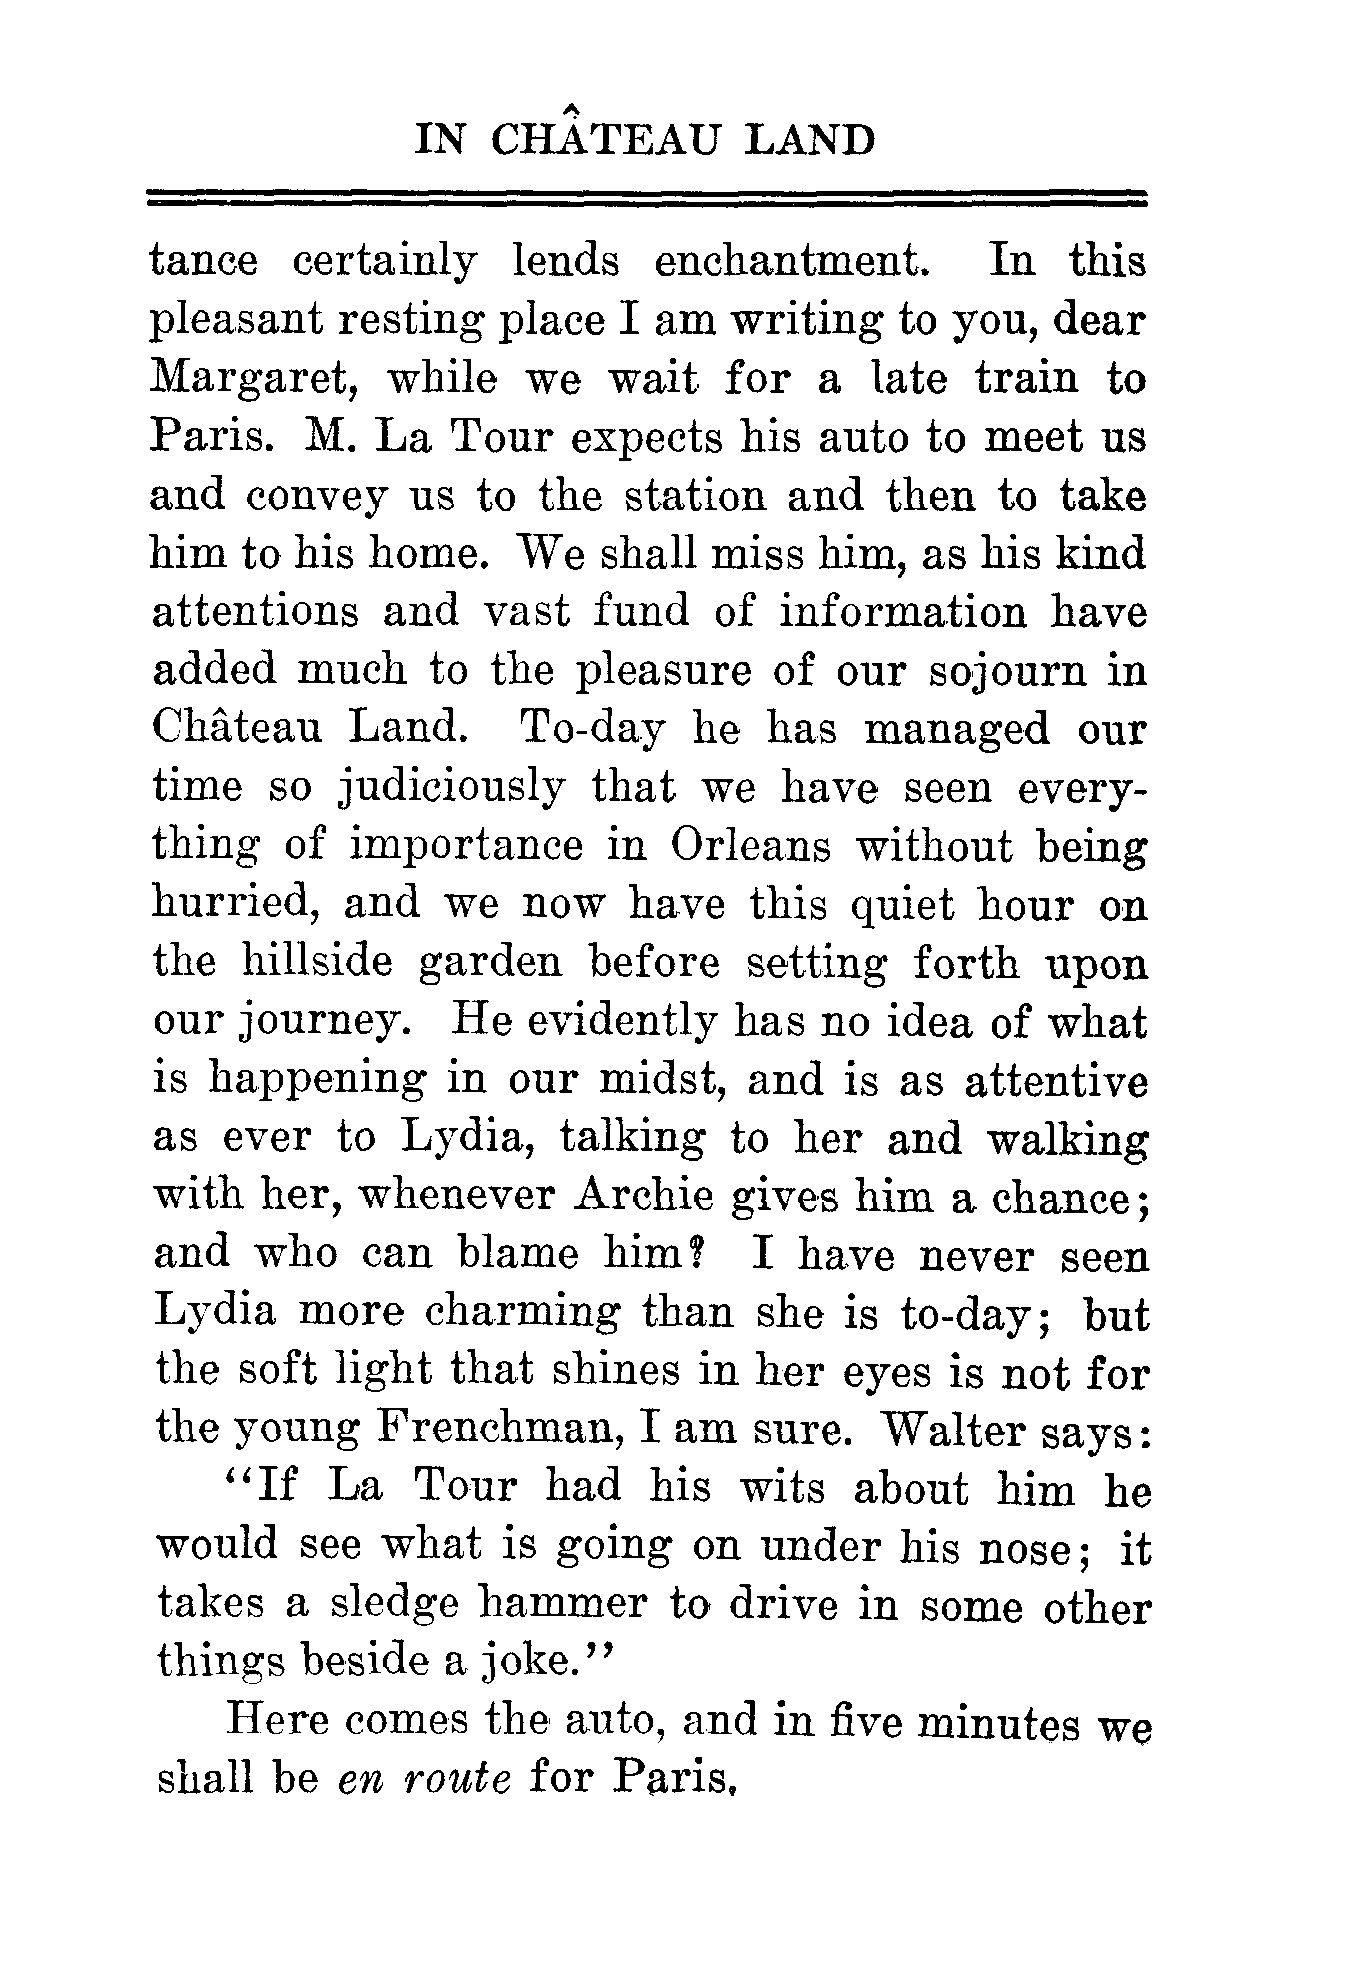 IN CHÂTEAU LAND
tance certainly lends enchantment. In this
pleasant resting place I am writing to you, dear
Margaret, while we wait for a late train to
Paris. M. La Tour expects his auto to meet us
and convey us to the station and then to take
him to his home. We shall miss him, as his kind
attentions and vast fund of information have
added much to the pleasure of our sojourn in
Château Land. To-day he has managed our
time so judiciously that we have seen every-
thing of importance in Orleans without being
hurried, and we now have this quiet hour on
the hillside garden before setting forth upon
our journey. He evidently has no idea of what
is happening in our midst, and is as attentive
as ever to Lydia, talking to her and walking
with her, whenever Archie gives him a chance;
and who can blame him? I have never seen
Lydia more charming than she is to-day; but
the soft light that shines in her eyes is not for
the young Frenchman, I am sure. Walter says:
"If La Tour had his wits about him he
would see what is going on under his nose; it
takes a sledge hammer to drive in some other
things beside a joke."
Here comes the auto, and in five minutes we
shall be en route for Paris.